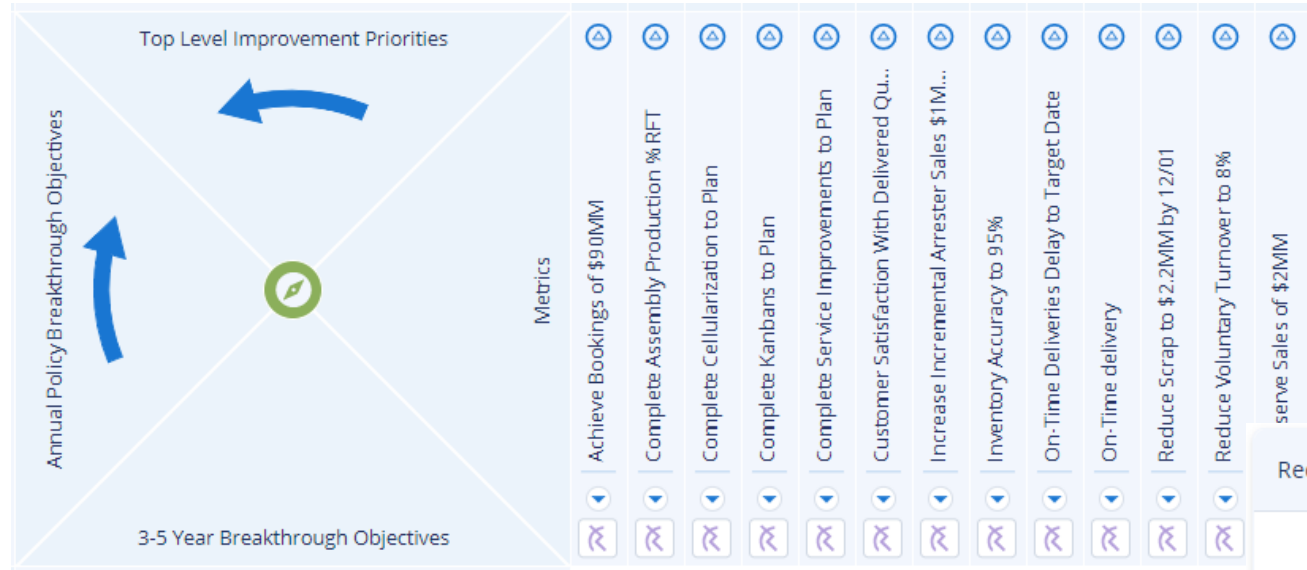 Top Level Improvement Priorities
Annual Policy Breakthrough Objectives
Metrics
3-5 Year Breakthrough Objectives
Achieve Bookings of $90MM
Complete Assembly Production % RFT
Complete Cellularization to Plan
Complete Kanbans to Plan
Complete Service Improvements to Plan
Customer Satisfaction With Delivered Qu...
Increase Incremental Arrester Sales $1M...
Inventory Accuracy to 95%
On-Time Deliveries Delay to Target Date
On-Time delivery
Reduce Scrap to $2.2MM by 12/01
Reduce Voluntary Turnover to 8%
Sales of $2MM